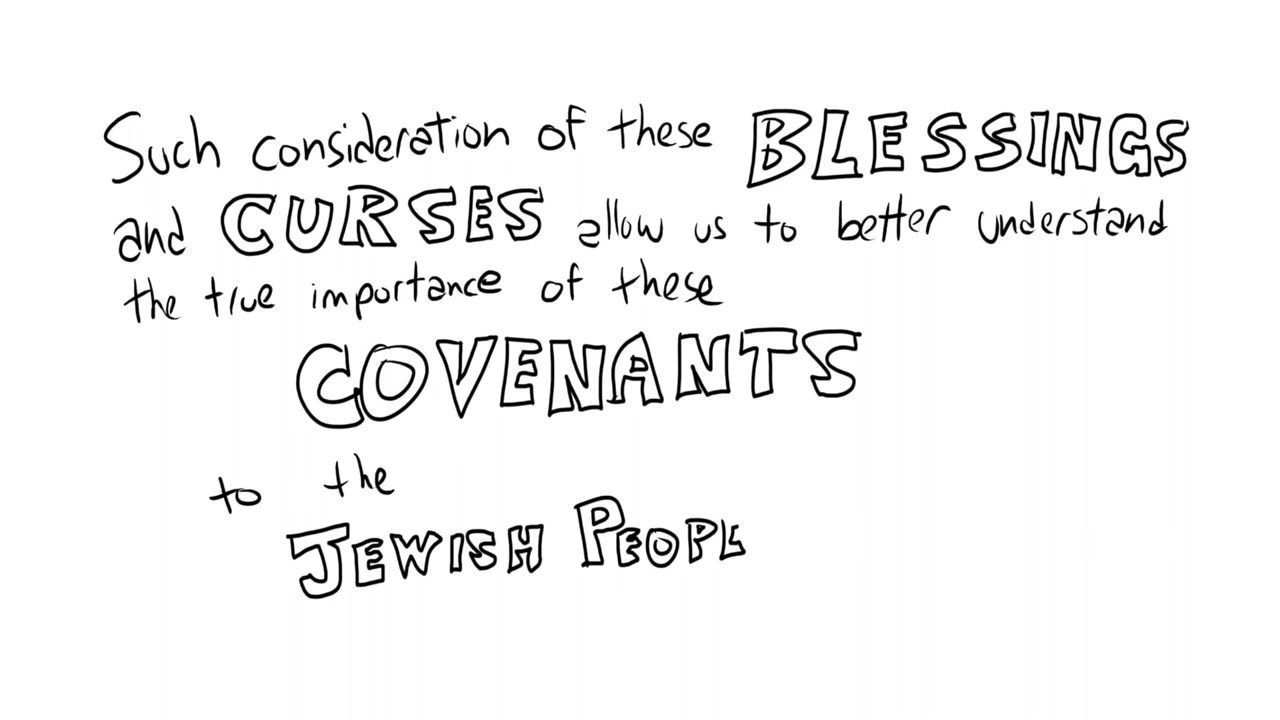 Such consideration of these BLESSINGS
and CURSES allow us to better understand
the true importance of these
COVENANTS
to the
JEWISH PEOPL